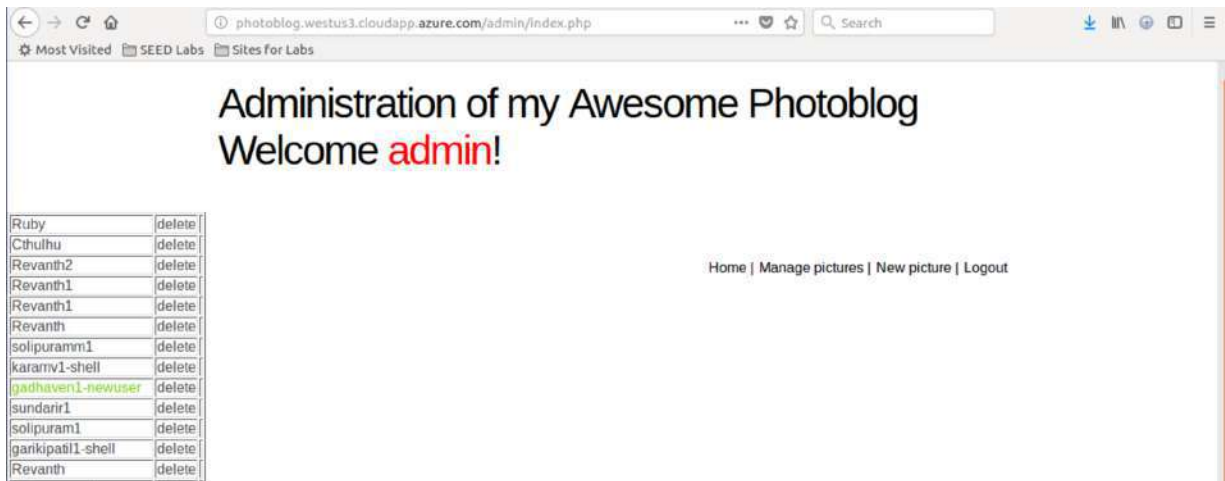 photoblog.westus3.cloudapp.azure.com/admin/index.php
Search
Most Visited SEED Labs Sites for Labs
Administration of my Awesome Photoblog
Welcome admin!
Ruby delete
Cthulhu delete
Revanth2 delete
Revanth1 delete
Revanth1 delete
Revanth delete
solipuramm1 delete
karamv1-shell delete
gadhaven1-newuser delete
sundarir1 delete
solipuram1 delete
garikipatil1-shell delete
Revanth delete
Home | Manage pictures | New picture | Logout